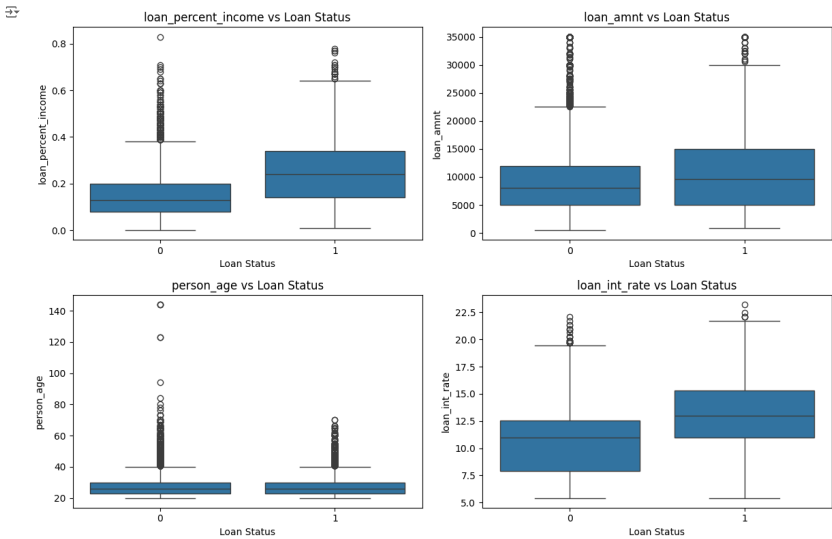 loan_percent_income vs Loan Status
loan_percent_income
0.8
0.6
0.4
0.2
0.0
0 1
Loan Status
loan_amnt vs Loan Status
loan_amnt
35000
30000
25000
20000
15000
10000
5000
0
0 1
Loan Status
person_age vs Loan Status
person_age
140
120
100
80
60
40
20
0 1
Loan Status
loan_int_rate vs Loan Status
loan_int_rate
22.5
20.0
17.5
15.0
12.5
10.0
7.5
5.0
0 1
Loan Status